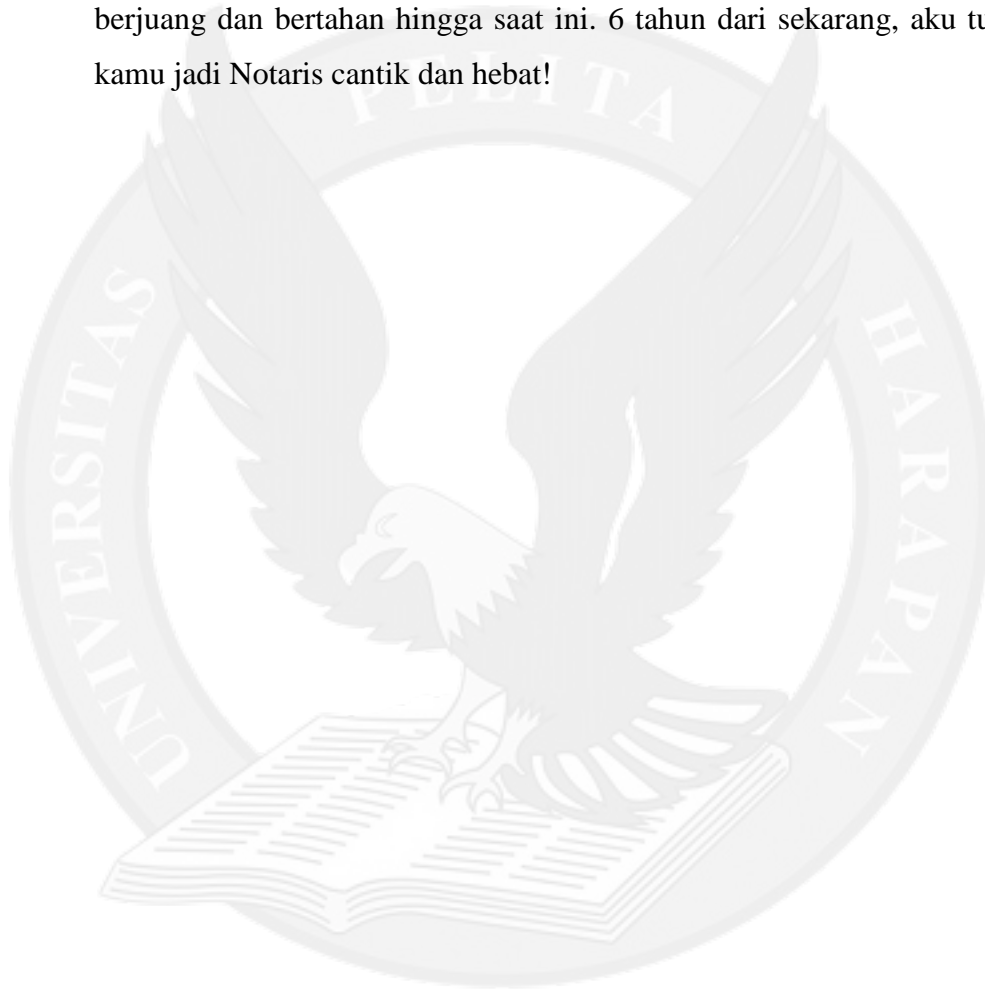 berjuang dan bertahan hingga saat ini. 6 tahun dari sekarang, aku
kamu jadi Notaris cantik dan hebat!
UNIVERSITAS PELITA HARAPAN